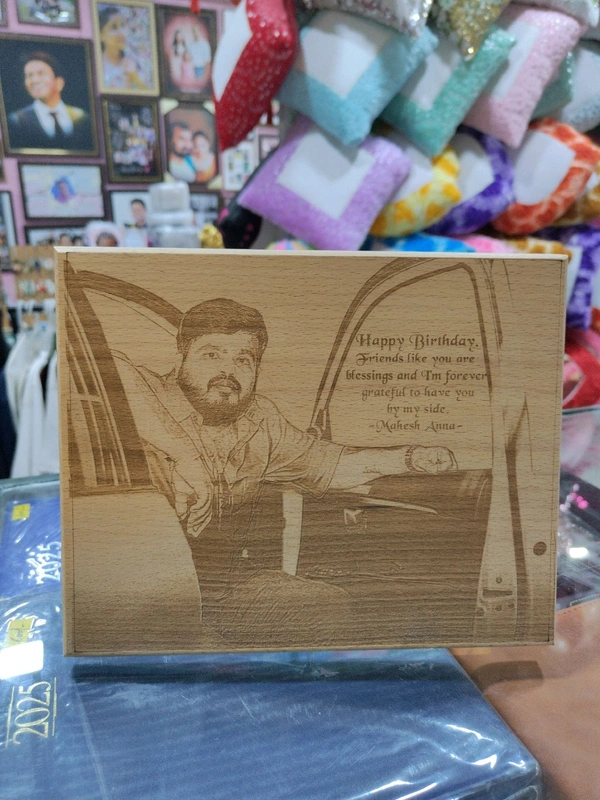 Happy Birthday.
Friends like you are
blessings and I'm forever
grateful to have you
by my side.
-Mahesh Anna-
2025
2025